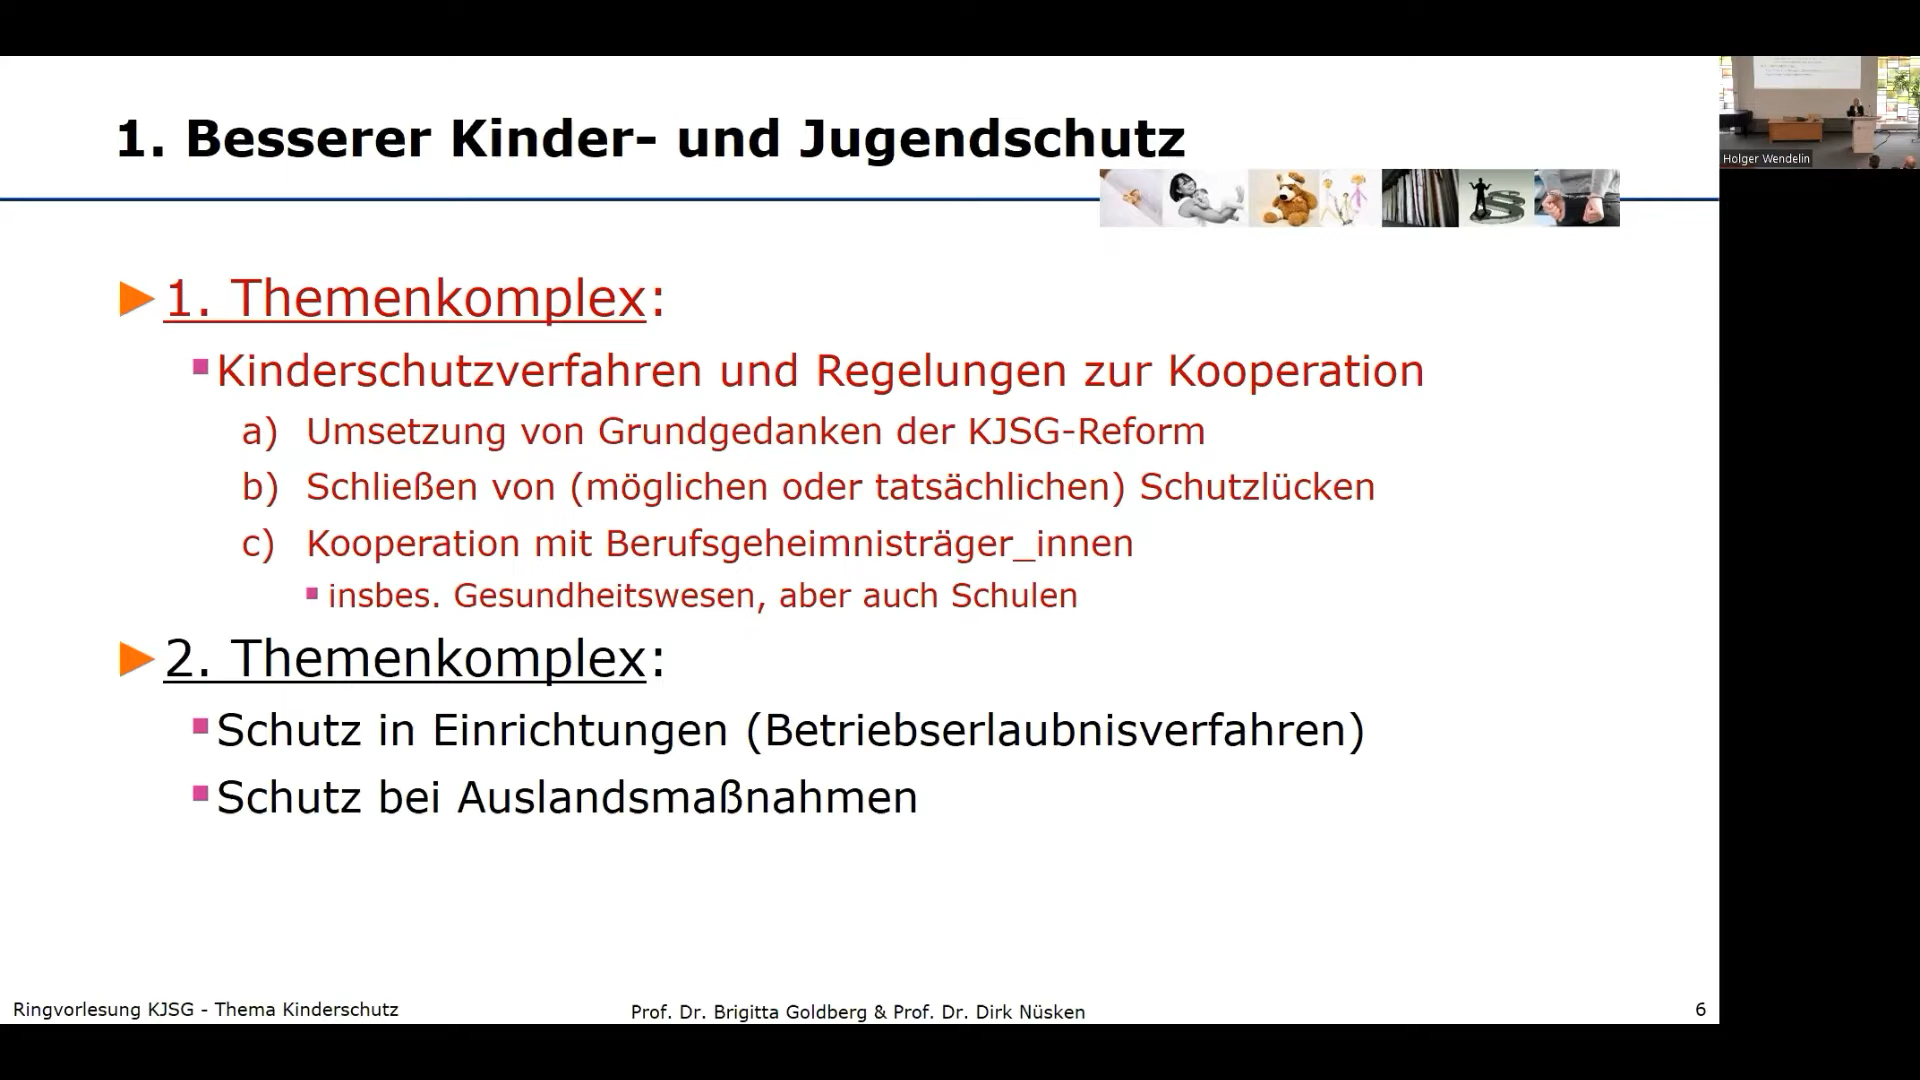 1. Besserer Kinder- und Jugendschutz
Holger Wendelin
1. Themenkomplex:
Kinderschutzverfahren und Regelungen zur Kooperation
a) Umsetzung von Grundgedanken der KJSG-Reform
b) Schließen von (möglichen oder tatsächlichen) Schutzlücken
c) Kooperation mit Berufsgeheimnisträger_innen
insbes. Gesundheitswesen, aber auch Schulen
2. Themenkomplex:
Schutz in Einrichtungen (Betriebserlaubnisverfahren)
Schutz bei Auslandsmaßnahmen
Ringvorlesung KJSG - Thema Kinderschutz
Prof. Dr. Brigitta Goldberg & Prof. Dr. Dirk Nüsken
6